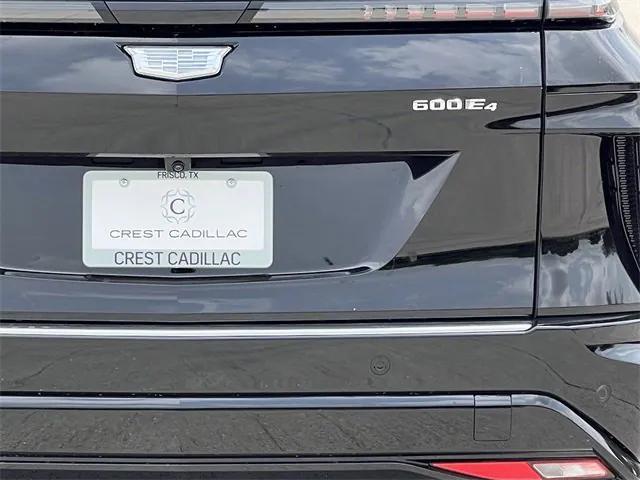 600E4
FRISCO, TX
C
CREST CADILLAC
CREST CADILLAC